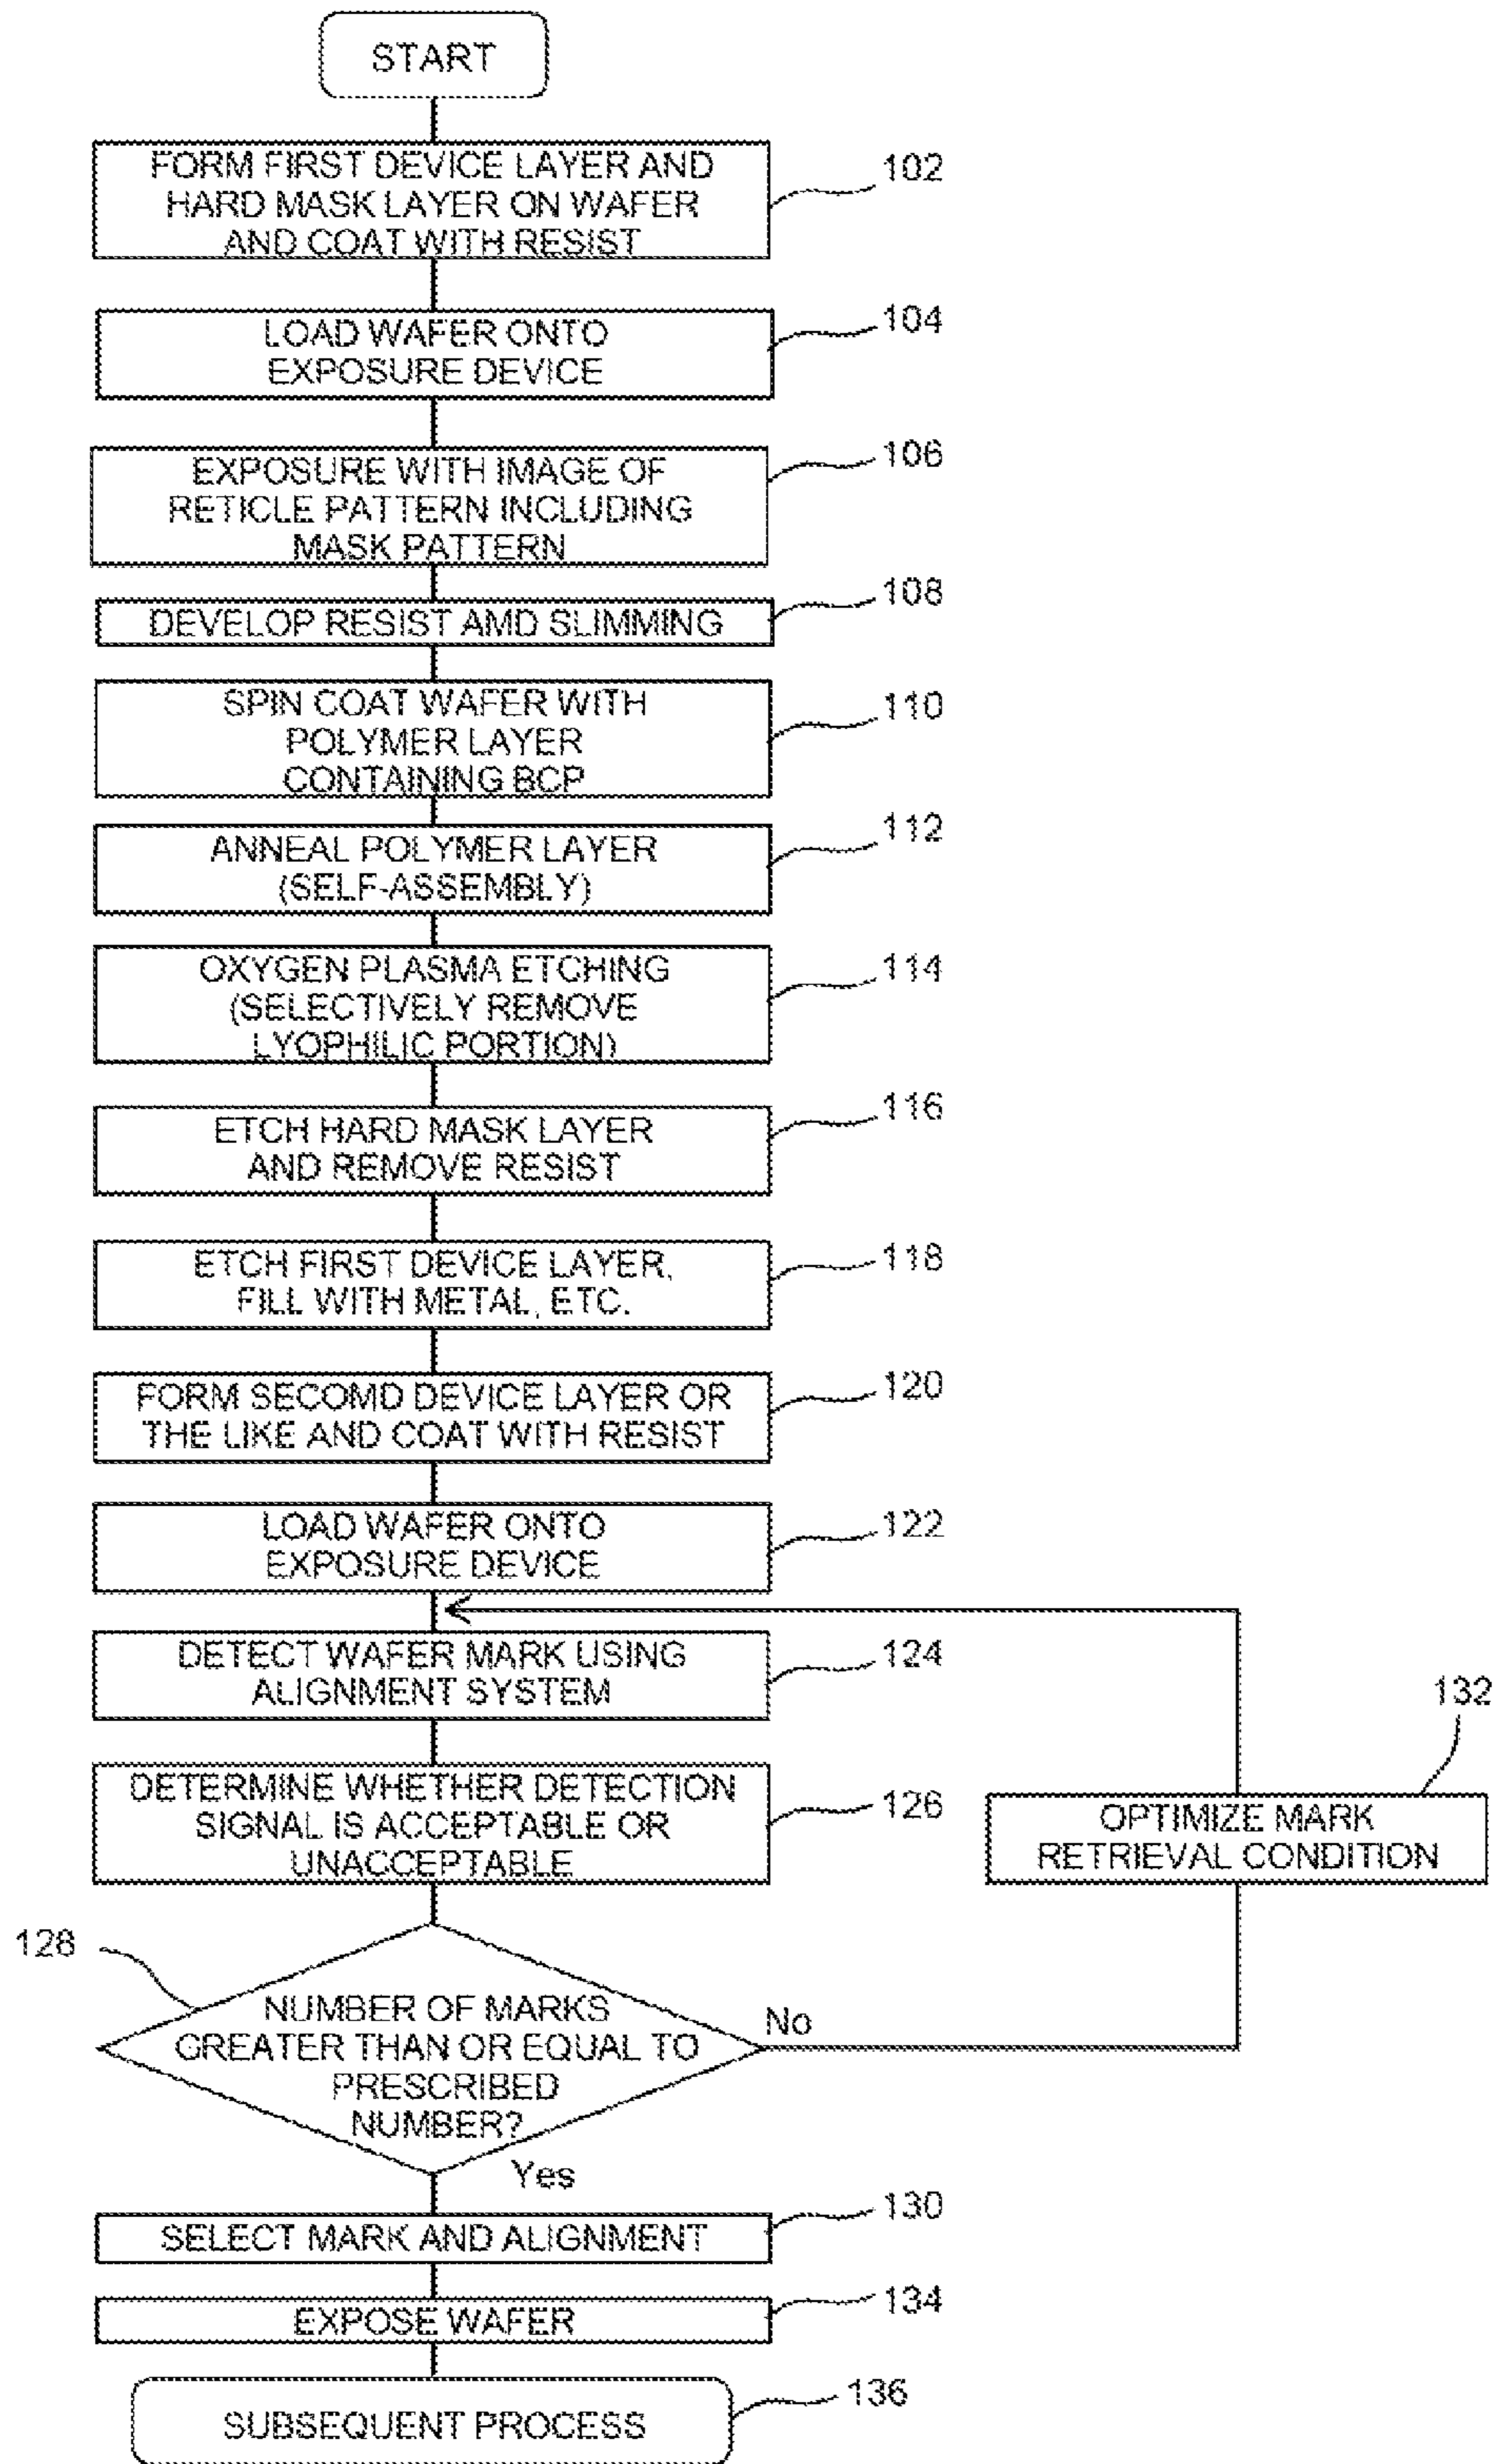 START
FORM FIRST DEVICE LAYER AND
HARD MASK LAYER ON WAFER
AND COAT WITH RESIST
102
LOAD WAFER ONTO
EXPOSURE DEVICE
104
EXPOSURE WITH IMAGE OF
RETICLE PATTERN INCLUDING
MASK PATTERN
106
DEVELOP RESIST AMD SLIMMING
108
SPIN COAT WAFER WITH
POLYMER LAYER
CONTAINING BCP
110
ANNEAL POLYMER LAYER
(SELF-ASSEMBLY)
112
OXYGEN PLASMA ETCHING
(SELECTIVELY REMOVE
LYOPHILIC PORTION)
114
ETCH HARD MASK LAYER
AND REMOVE RESIST
116
ETCH FIRST DEVICE LAYER,
FILL WITH METAL, ETC.
118
FORM SECOMD DEVICE LAYER OR
THE LIKE AND COAT WITH RESIST
120
LOAD WAFER ONTO
EXPOSURE DEVICE
122
DETECT WAFER MARK USING
ALIGNMENT SYSTEM
124
DETERMINE WHETHER DETECTION
SIGNAL IS ACCEPTABLE OR
UNACCEPTABLE
126
132
OPTIMIZE MARK
RETRIEVAL CONDITION
128
NUMBER OF MARKS
GREATER THAN OR EQUAL TO
PRESCRIBED
NUMBER?
No
Yes
SELECT MARK AND ALIGNMENT
130
EXPOSE WAFER
134
SUBSEQUENT PROCESS
136